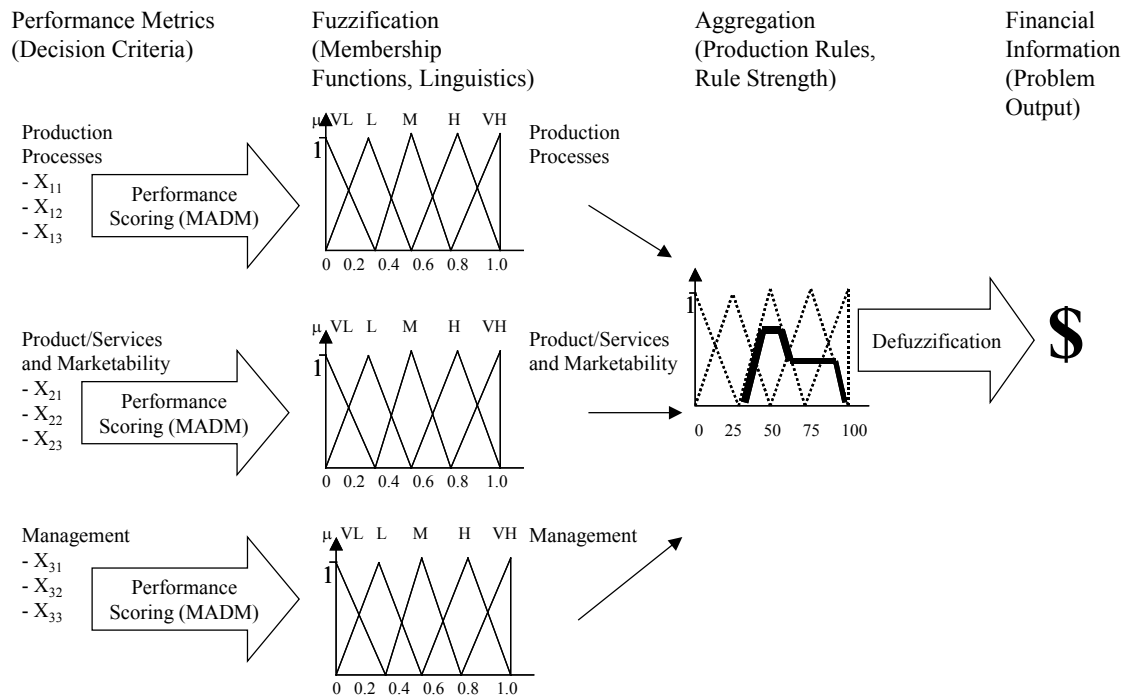 Performance Metrics
(Decision Criteria)
Fuzzification
(Membership
Functions, Linguistics)
Aggregation
(Production Rules,
Rule Strength)
Financial
Information
(Problem
Output)
Production
Processes
- X11
- X12
- X13
Performance
Scoring (MADM)
μ VL L M H VH
1
0 0.2 0.4 0.6 0.8 1.0
Production
Processes
Product/Services
and Marketability
- X21
- X22
- X23
Performance
Scoring (MADM)
μ VL L M H VH
1
0 0.2 0.4 0.6 0.8 1.0
Product/Services
and Marketability
Management
- X31
- X32
- X33
Performance
Scoring (MADM)
μ VL L M H VH
1
0 0.2 0.4 0.6 0.8 1.0
Management
1
0 25 50 75 100
Defuzzification
$